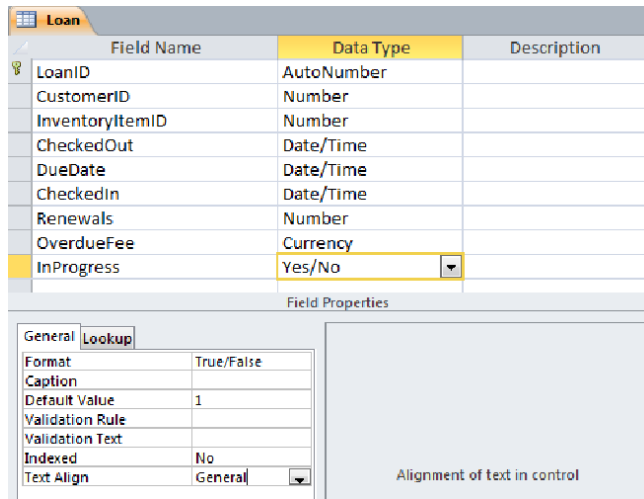 Loan
Field Name Data Type Description
LoanID AutoNumber
CustomerID Number
InventoryItemID Number
CheckedOut Date/Time
DueDate Date/Time
CheckedIn Date/Time
Renewals Number
OverdueFee Currency
InProgress Yes/No
Field Properties
General Lookup
Format True/False
Caption
Default Value 1
Validation Rule
Validation Text
Indexed No
Text Align General
Alignment of text in control